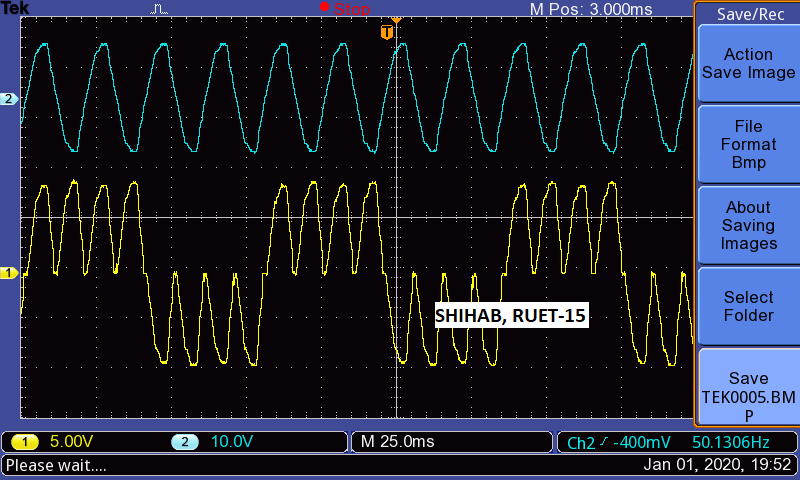 Tek
Stop
M Pos: 3.000ms
Save/Rec
T
Action
Save Image
2
File
Format
Bmp
About
Saving
Images
1
SHIHAB, RUET-15
Select
Folder
Save
TEK0005.BM
P
1 5.00V 2 10.0V M 25.0ms Ch2 -400mV 50.1306Hz
Please wait.... Jan 01, 2020, 19:52